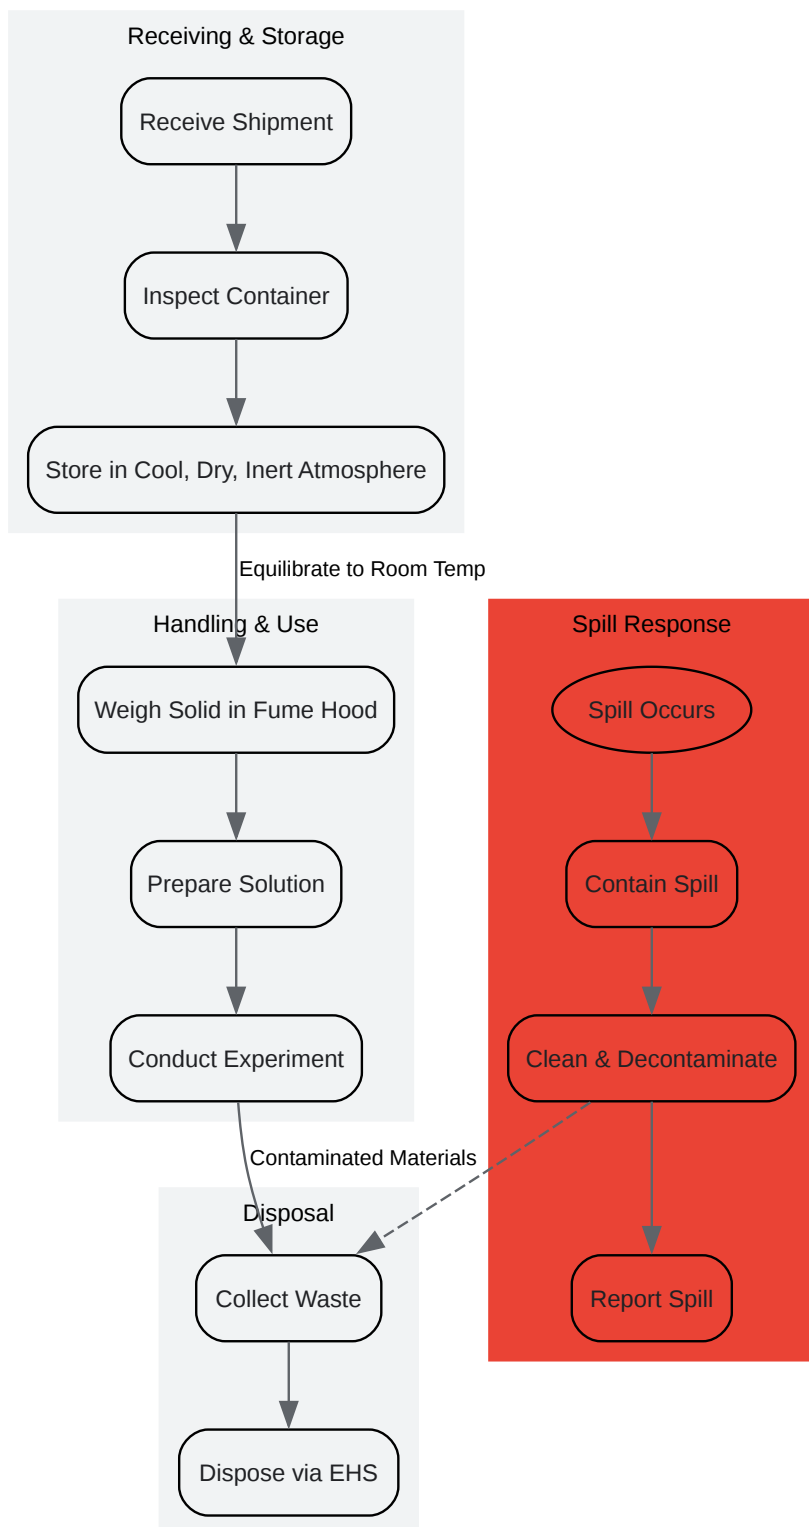 Receiving & Storage
Receive Shipment
Inspect Container
Store in Cool, Dry, Inert Atmosphere
Equilibrate to Room Temp
Handling & Use
Weigh Solid in Fume Hood
Prepare Solution
Conduct Experiment
Spill Response
Spill Occurs
Contain Spill
Clean & Decontaminate
Report Spill
Contaminated Materials
Disposal
Collect Waste
Dispose via EHS